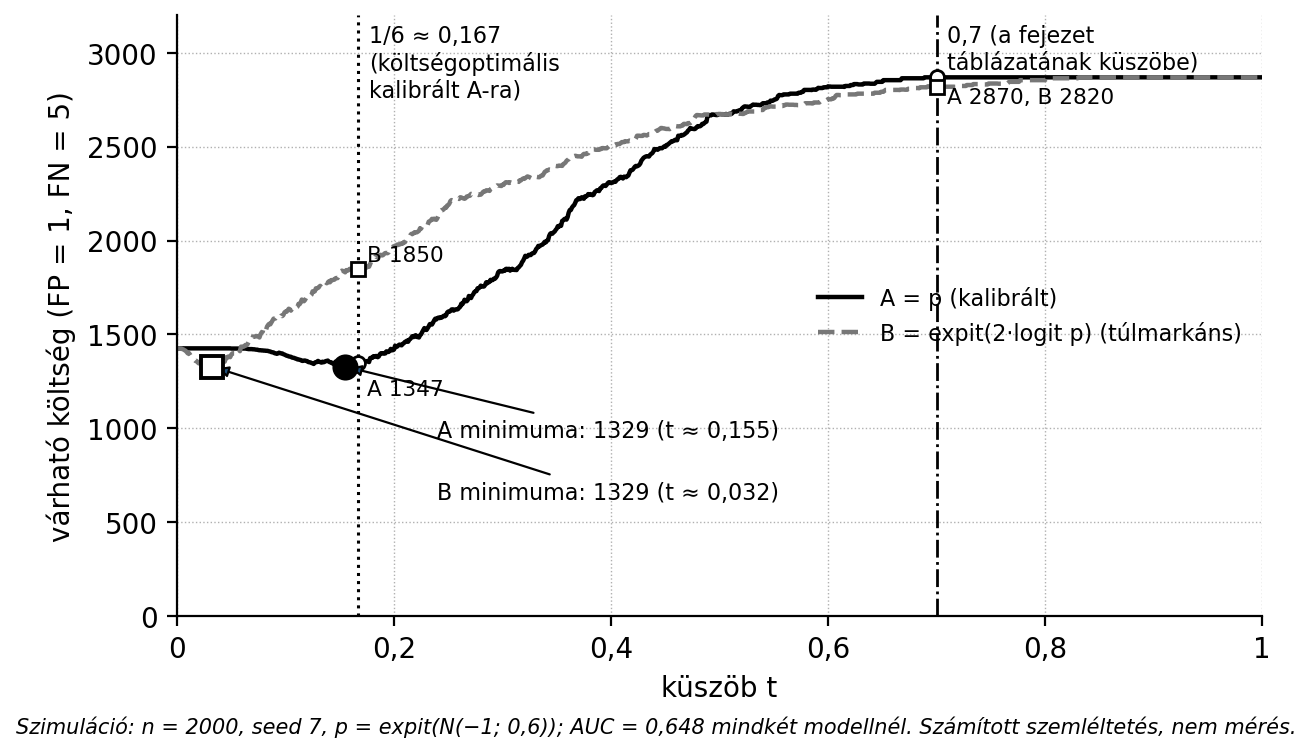 1/6 ≈ 0,167
(költségoptimális
kalibrált A-ra)
0,7 (a fejezet
táblázatának küszöbe)
A 2870, B 2820
B 1850
A = p (kalibrált)
B = expit(2·logit p) (túlmarkáns)
A 1347
A minimuma: 1329 (t ≈ 0,155)
B minimuma: 1329 (t ≈ 0,032)
várható költség (FP = 1, FN = 5)
3000
2500
2000
1500
1000
500
0
0 0,2 0,4 0,6 0,8 1
küszöb t
Szimuláció: n = 2000, seed 7, p = expit(N(−1; 0,6)); AUC = 0,648 mindkét modellnél. Számított szemléltetés, nem mérés.